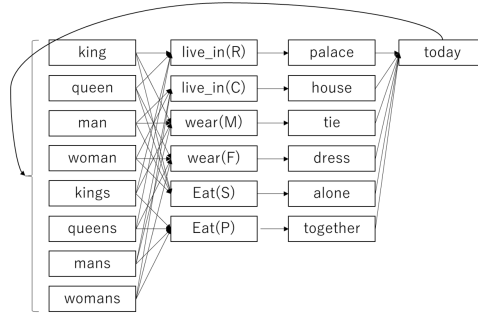 king live_in(R) palace today
queen live_in(C) house
man wear(M) tie
woman wear(F) dress
kings Eat(S) alone
queens Eat(P) together
mans
womans